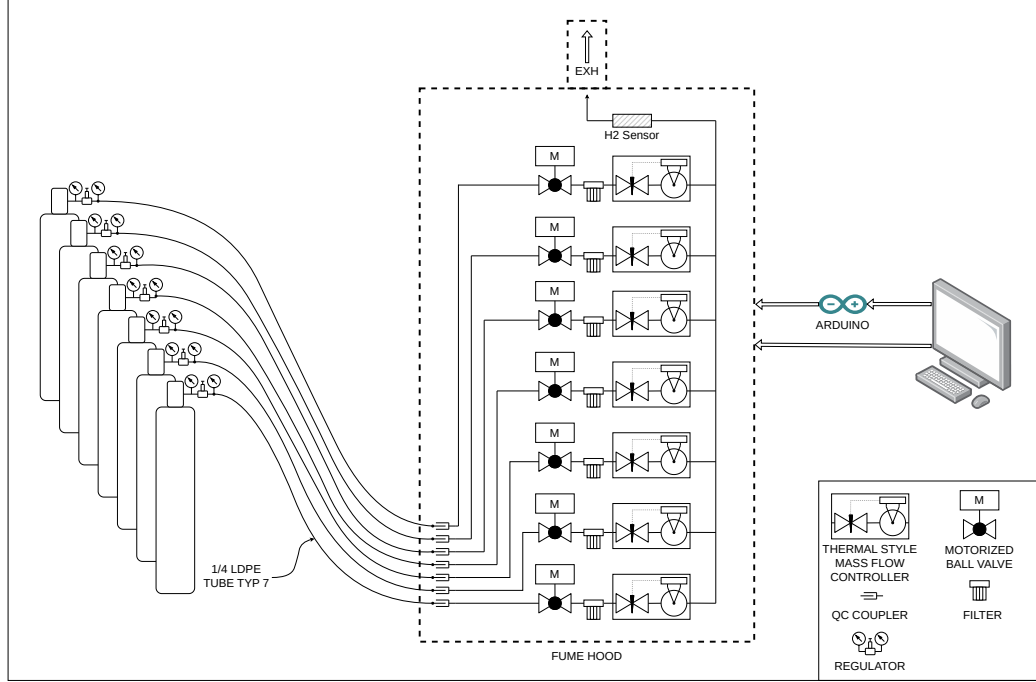 EXH
H2 Sensor
M
M
M
M
M
M
M
ARDUINO
1/4 LDPE
TUBE TYP 7
FUME HOOD
M
THERMAL STYLE
MASS FLOW
CONTROLLER
MOTORIZED
BALL VALVE
QC COUPLER
FILTER
REGULATOR